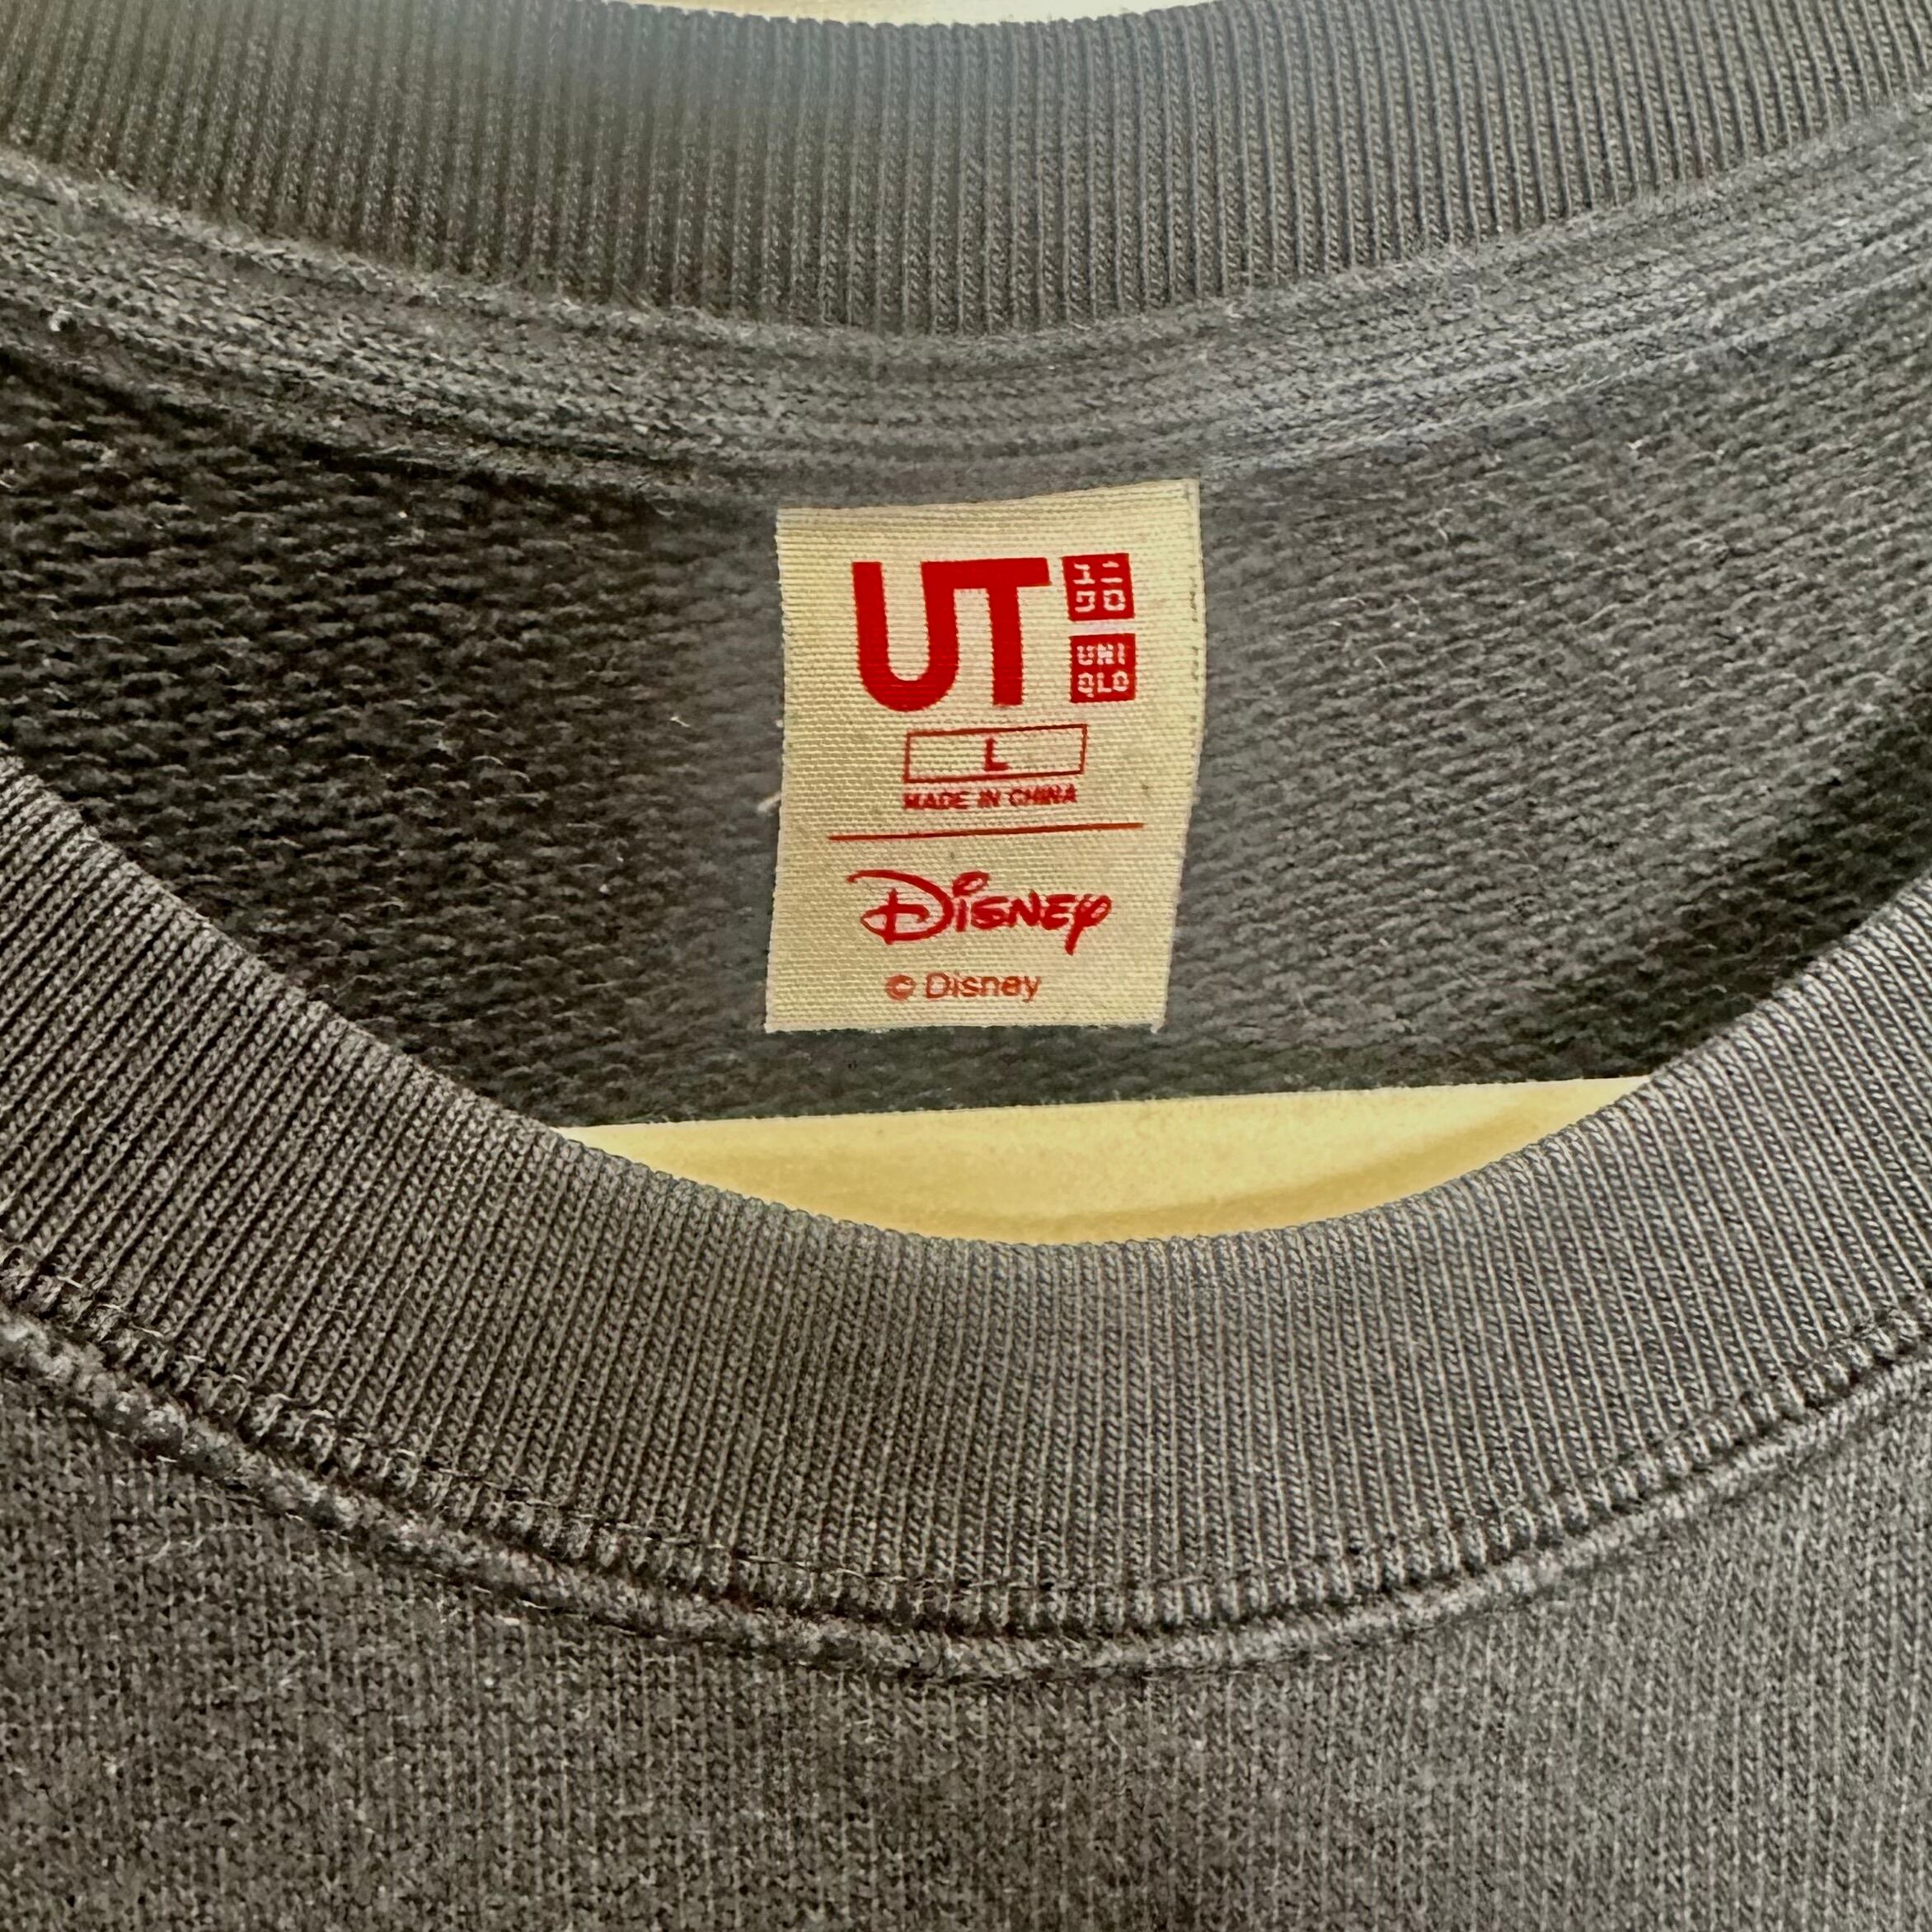 UT
ユニ
クロ
UNI
QLO
L
MADE IN CHINA
Disney
© Disney